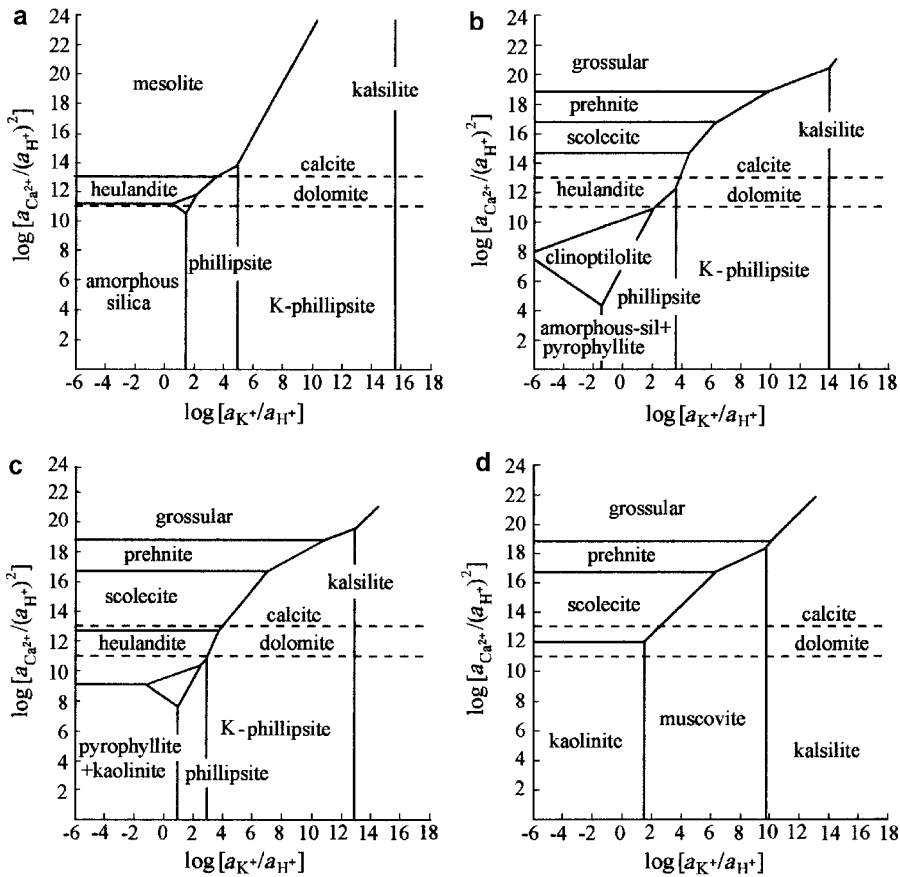 a
24
22
20
18
16
14
12
10
8
6
4
2
log [a_Ca²⁺/(a_H⁺)²]
mesolite
kalsilite
calcite
heulandite
dolomite
amorphous
silica
phillipsite
K-phillipsite
-6 -4 -2 0 2 4 6 8 10 12 14 16 18
log [a_K⁺/a_H⁺]
b
24
22
20
18
16
14
12
10
8
6
4
2
log [a_Ca²⁺/(a_H⁺)²]
grossular
prehnite
kalsilite
scolecite
calcite
heulandite
dolomite
clinoptilolite
K-phillipsite
phillipsite
amorphous-sil+
pyrophyllite
-6 -4 -2 0 2 4 6 8 10 12 14 16 18
log [a_K⁺/a_H⁺]
c
24
22
20
18
16
14
12
10
8
6
4
2
log [a_Ca²⁺/(a_H⁺)²]
grossular
prehnite
kalsilite
scolecite
calcite
heulandite
dolomite
K-phillipsite
pyrophyllite
+kaolinite
phillipsite
-6 -4 -2 0 2 4 6 8 10 12 14 16 18
log [a_K⁺/a_H⁺]
d
24
22
20
18
16
14
12
10
8
6
4
2
log [a_Ca²⁺/(a_H⁺)²]
grossular
prehnite
scolecite
calcite
dolomite
muscovite
kaolinite
kalsilite
-6 -4 -2 0 2 4 6 8 10 12 14 16 18
log [a_K⁺/a_H⁺]